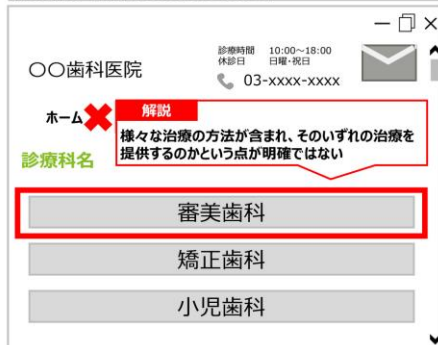 診療時間 10:00~18:00
休診日 日曜・祝日
〇〇歯科医院
03-xxxx-xxxx
ホーム
解説
様々な治療の方法が含まれ、そのいずれの治療を
提供するのかという点が明確ではない
診療科名
審美歯科
矯正歯科
小児歯科